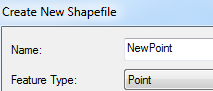 Create New Shapefile
Name: NewPoint
Feature Type: Point